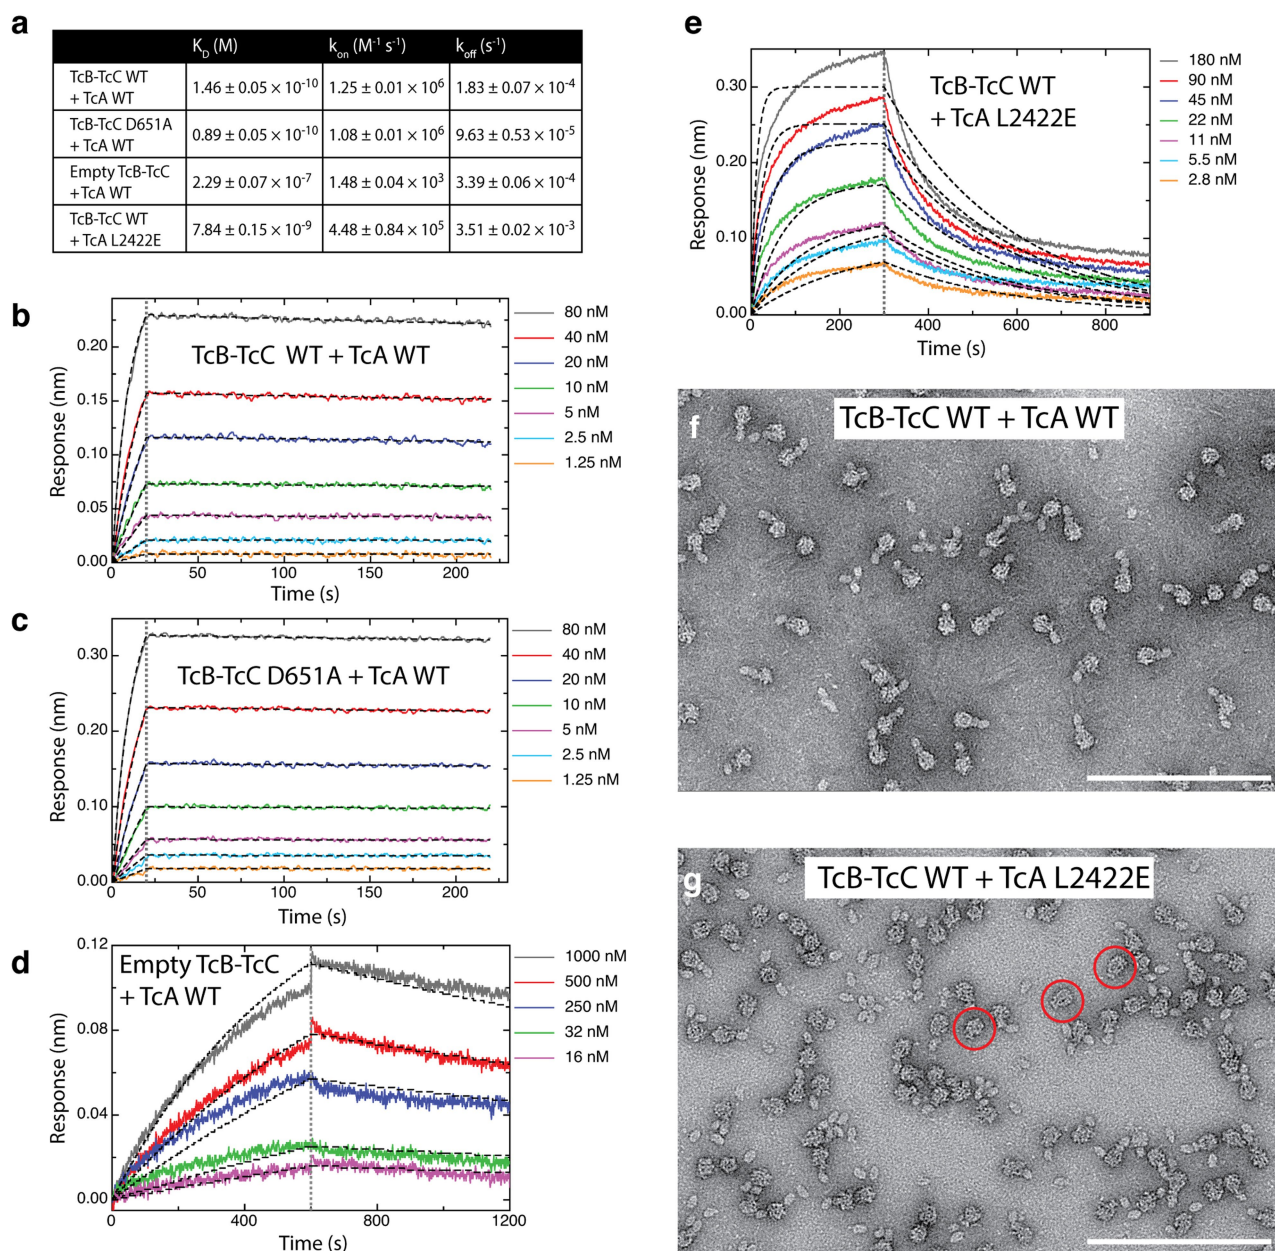 a
K_D (M) k_on (M⁻¹ s⁻¹) k_off (s⁻¹)
TcB-TcC WT + TcA WT 1.46 ± 0.05 × 10⁻¹⁰ 1.25 ± 0.01 × 10⁶ 1.83 ± 0.07 × 10⁻⁴
TcB-TcC D651A + TcA WT 0.89 ± 0.05 × 10⁻¹⁰ 1.08 ± 0.01 × 10⁶ 9.63 ± 0.53 × 10⁻⁵
Empty TcB-TcC +TcA WT 2.29 ± 0.07 × 10⁻⁷ 1.48 ± 0.04 × 10³ 3.39 ± 0.06 × 10⁻⁴
TcB-TcC WT + TcA L2422E 7.84 ± 0.15 × 10⁻⁹ 4.48 ± 0.84 × 10⁵ 3.51 ± 0.02 × 10⁻³
b
TcB-TcC WT + TcA WT
Response (nm)
0.20
0.15
0.10
0.05
0.00
0 50 100 150 200
Time (s)
80 nM
40 nM
20 nM
10 nM
5 nM
2.5 nM
1.25 nM
c
TcB-TcC D651A + TcA WT
Response (nm)
0.30
0.20
0.10
0.00
0 50 100 150 200
Time (s)
80 nM
40 nM
20 nM
10 nM
5 nM
2.5 nM
1.25 nM
d
Empty TcB-TcC
+ TcA WT
Response (nm)
0.12
0.08
0.04
0.00
0 400 800 1200
Time (s)
1000 nM
500 nM
250 nM
32 nM
16 nM
e
TcB-TcC WT
+ TcA L2422E
Response (nm)
0.30
0.20
0.10
0.00
0 200 400 600 800
Time (s)
180 nM
90 nM
45 nM
22 nM
11 nM
5.5 nM
2.8 nM
f
TcB-TcC WT + TcA WT
g
TcB-TcC WT + TcA L2422E